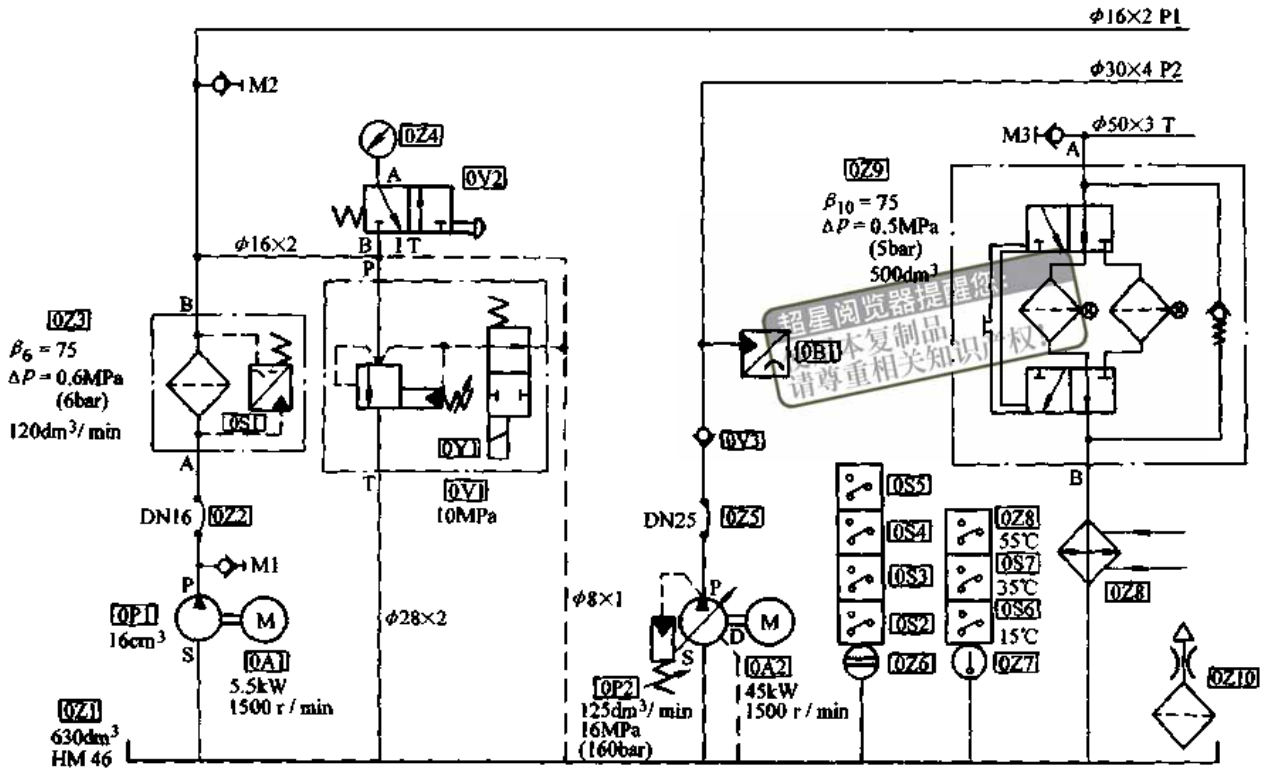 φ16×2 P1
M2
φ30×4 P2
0Z4
M3
φ50×3 T
A
A
0V2
0Z9
β10 = 75
ΔP = 0.5MPa
(5bar)
500dm³
φ16×2
B
T
P
超星阅览器提醒您：
本复制品
请尊重相关知识产权！
B
0Z3
β6 = 75
ΔP = 0.6MPa
(6bar)
120dm³/min
0S1
0B1
0Y1
0V3
A
T
0V1
10MPa
B
DN16
0Z2
DN25
0Z5
0S5
0S4
0S3
0S2
0Z6
0Z8
55℃
0S7
35℃
0S6
15℃
0Z7
0Z8
M1
P
0P1
16cm³
M
S
0A1
5.5kW
1500 r/min
φ28×2
φ8×1
P
M
D
S
0P2
125dm³/min
16MPa
(160bar)
0A2
45kW
1500 r/min
0Z10
0Z1
630dm³
HM 46